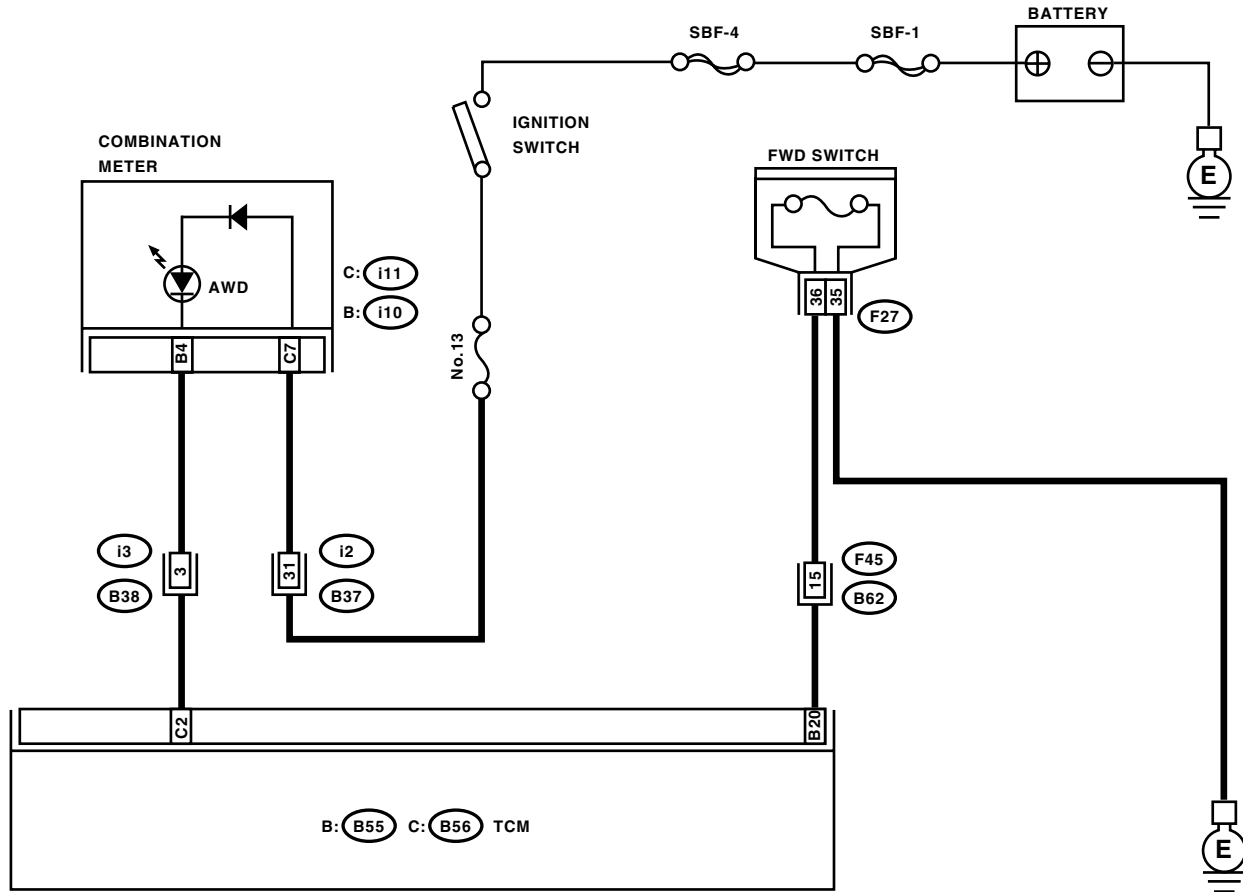 BATTERY
SBF-4
SBF-1
IGNITION
SWITCH
E
COMBINATION
METER
FWD SWITCH
AWD
C: i11
B: i10
36
35
F27
No.13
B4
C7
i3
3
B38
i2
31
B37
F45
15
B62
C2
B20
B: B55 C: B56 TCM
E